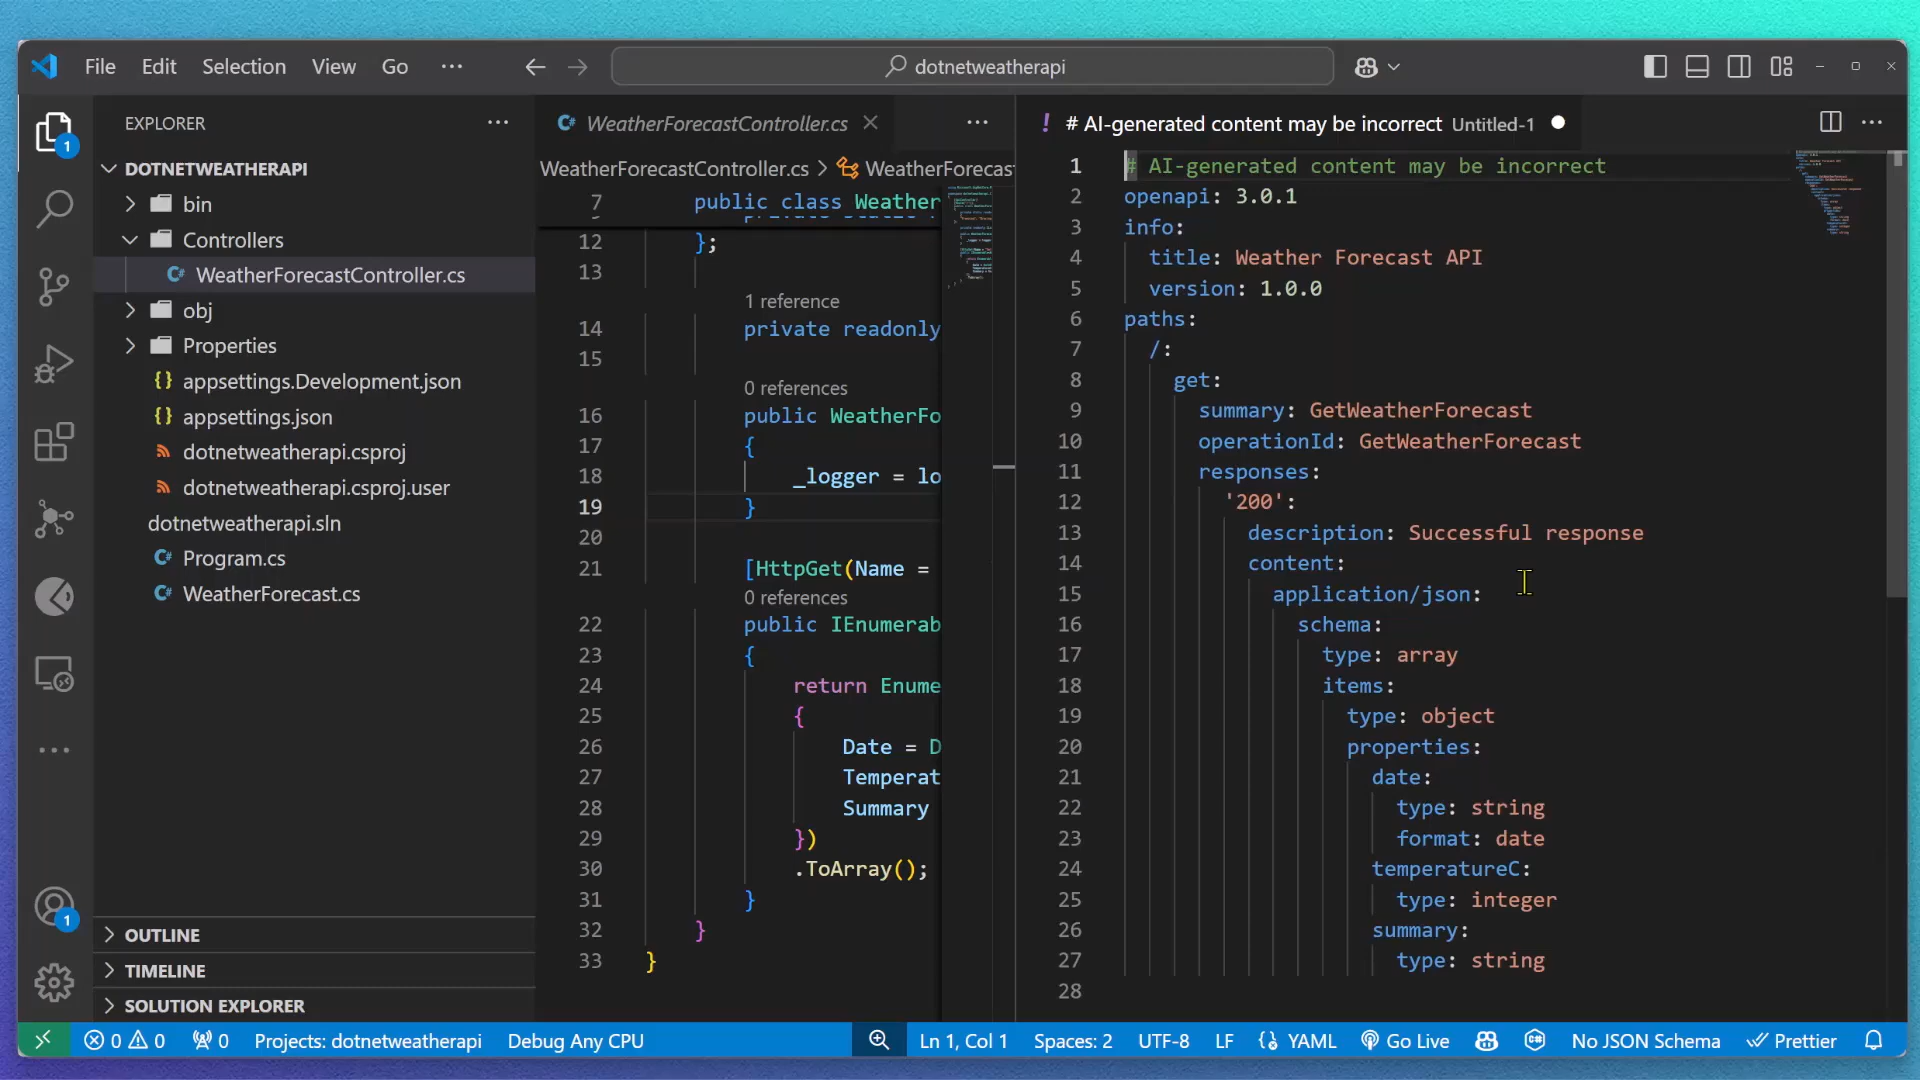 File Edit Selection View Go ··· dotnetweatherapi
EXPLORER ···
DOTNETWEATHERAPI
bin
Controllers
C# WeatherForecastController.cs
obj
Properties
{} appsettings.Development.json
{} appsettings.json
dotnetweatherapi.csproj
dotnetweatherapi.csproj.user
dotnetweatherapi.sln
C# Program.cs
C# WeatherForecast.cs
OUTLINE
TIMELINE
SOLUTION EXPLORER
1
1
C# WeatherForecastController.cs ···
WeatherForecastController.cs > WeatherForecast
7 public class Weather
12 };
13
1 reference
14 private readonly
15
0 references
16 public WeatherFo
17 {
18 _logger = lo
19 }
20
21 [HttpGet(Name =
0 references
22 public IEnumerab
23 {
24 return Enume
25 {
26 Date = D
27 Temperat
28 Summary
29 })
30 .ToArray();
31 }
32 }
33 }
! # AI-generated content may be incorrect Untitled-1 ···
1 # AI-generated content may be incorrect
2 openapi: 3.0.1
3 info:
4 title: Weather Forecast API
5 version: 1.0.0
6 paths:
7 /:
8 get:
9 summary: GetWeatherForecast
10 operationId: GetWeatherForecast
11 responses:
12 '200':
13 description: Successful response
14 content:
15 application/json:
16 schema:
17 type: array
18 items:
19 type: object
20 properties:
21 date:
22 type: string
23 format: date
24 temperatureC:
25 type: integer
26 summary:
27 type: string
28
0 0 0 Projects: dotnetweatherapi Debug Any CPU Ln 1, Col 1 Spaces: 2 UTF-8 LF YAML Go Live No JSON Schema Prettier